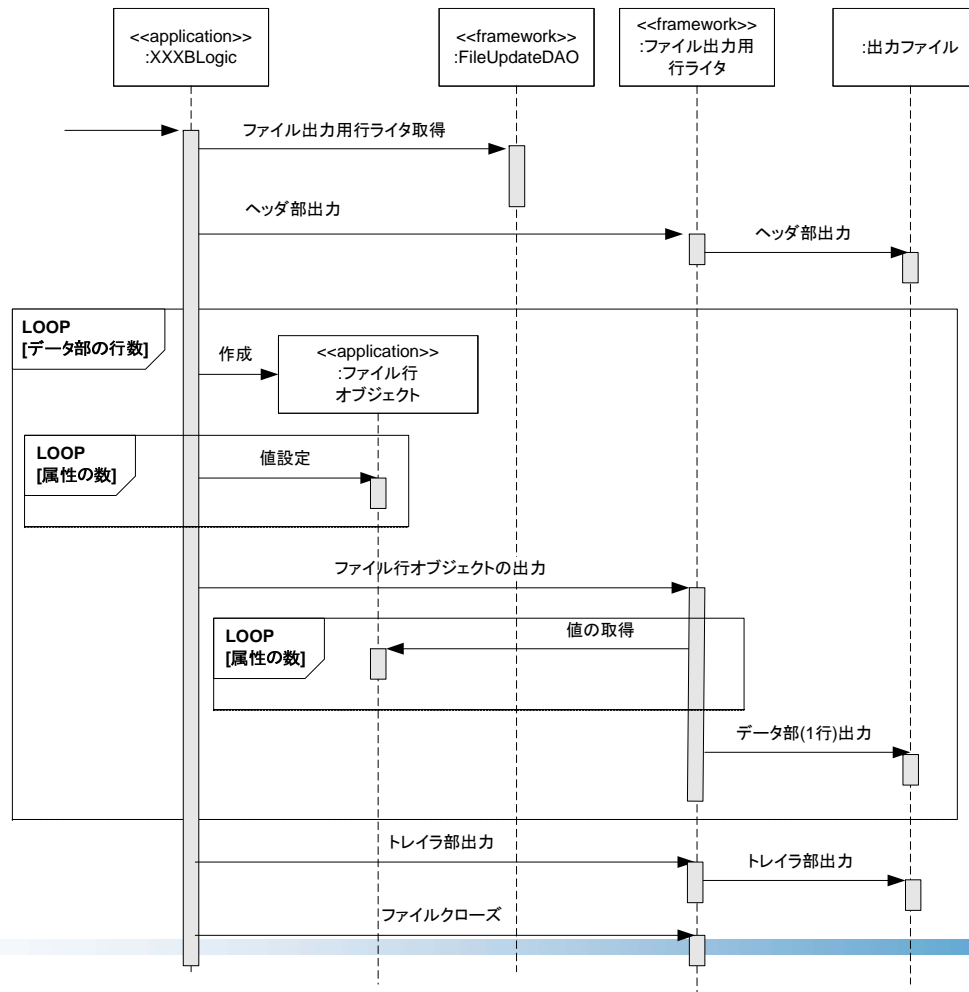 <<application>>
:XXXBLogic
<<framework>>
:FileUpdateDAO
<<framework>>
:ファイル出力用
行ライタ
:出力ファイル
ファイル出力用行ライタ取得
ヘッダ部出力
ヘッダ部出力
LOOP
[データ部の行数]
作成
<<application>>
:ファイル行
オブジェクト
LOOP
[属性の数]
値設定
ファイル行オブジェクトの出力
LOOP
[属性の数]
値の取得
データ部(1行)出力
トレイラ部出力
トレイラ部出力
ファイルクローズ